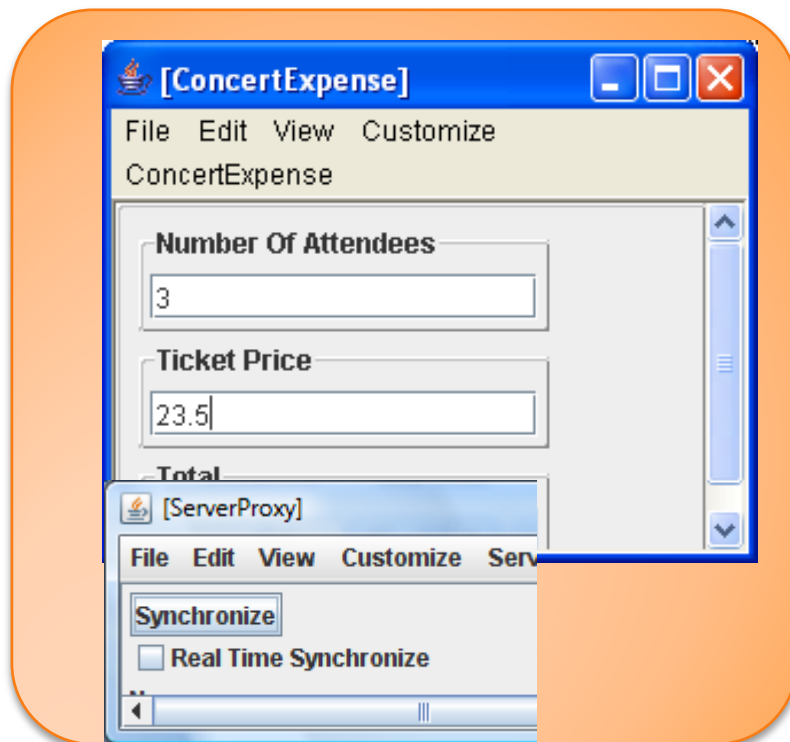 [ConcertExpense]
File Edit View Customize
ConcertExpense
Number Of Attendees
3
Ticket Price
23.5
Total
[ServerProxy]
File Edit View Customize
Synchronize
Real Time Synchronize